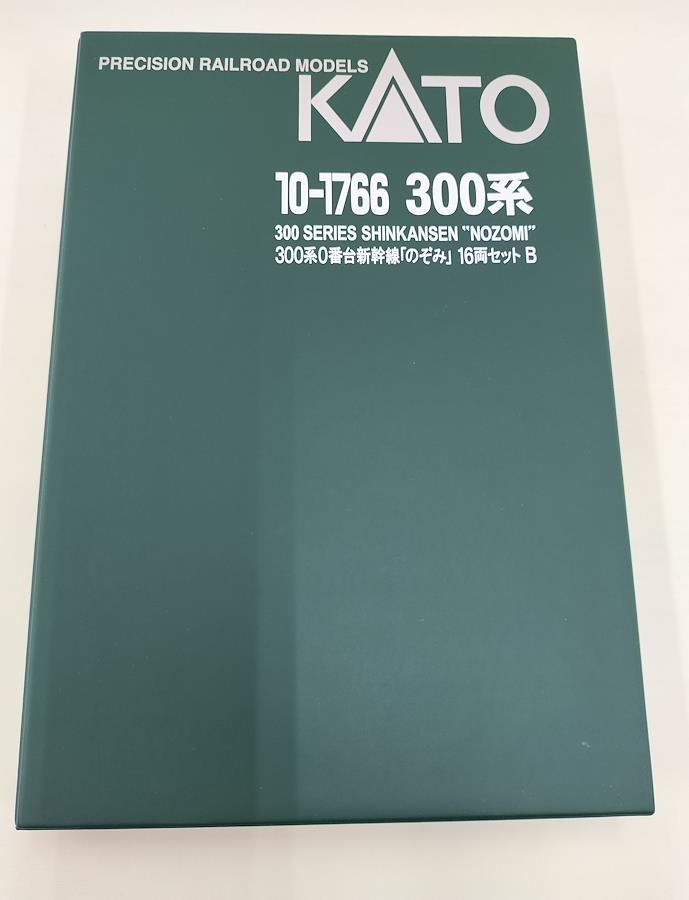 PRECISION RAILROAD MODELS
KATO
10-1766 300系
300 SERIES SHINKANSEN "NOZOMI"
300系0番台新幹線「のぞみ」 16両セット B